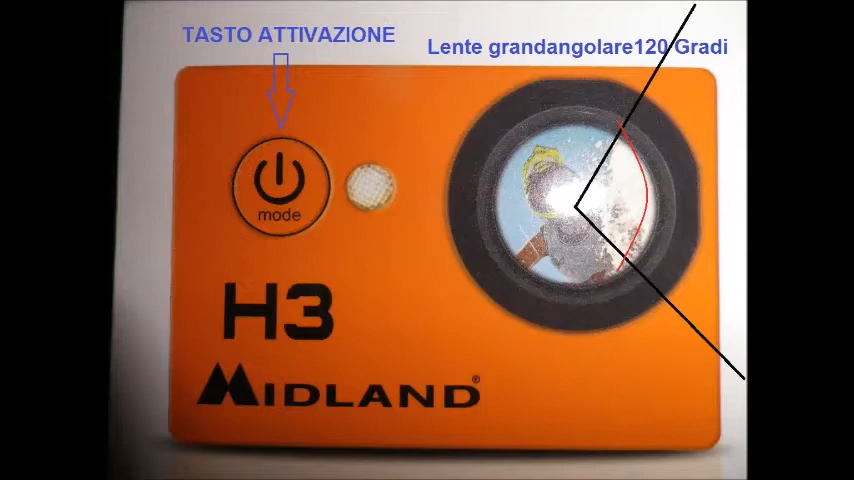 TASTO ATTIVAZIONE
Lente grandangolare120 Gradi
mode
H3
MIDLAND®